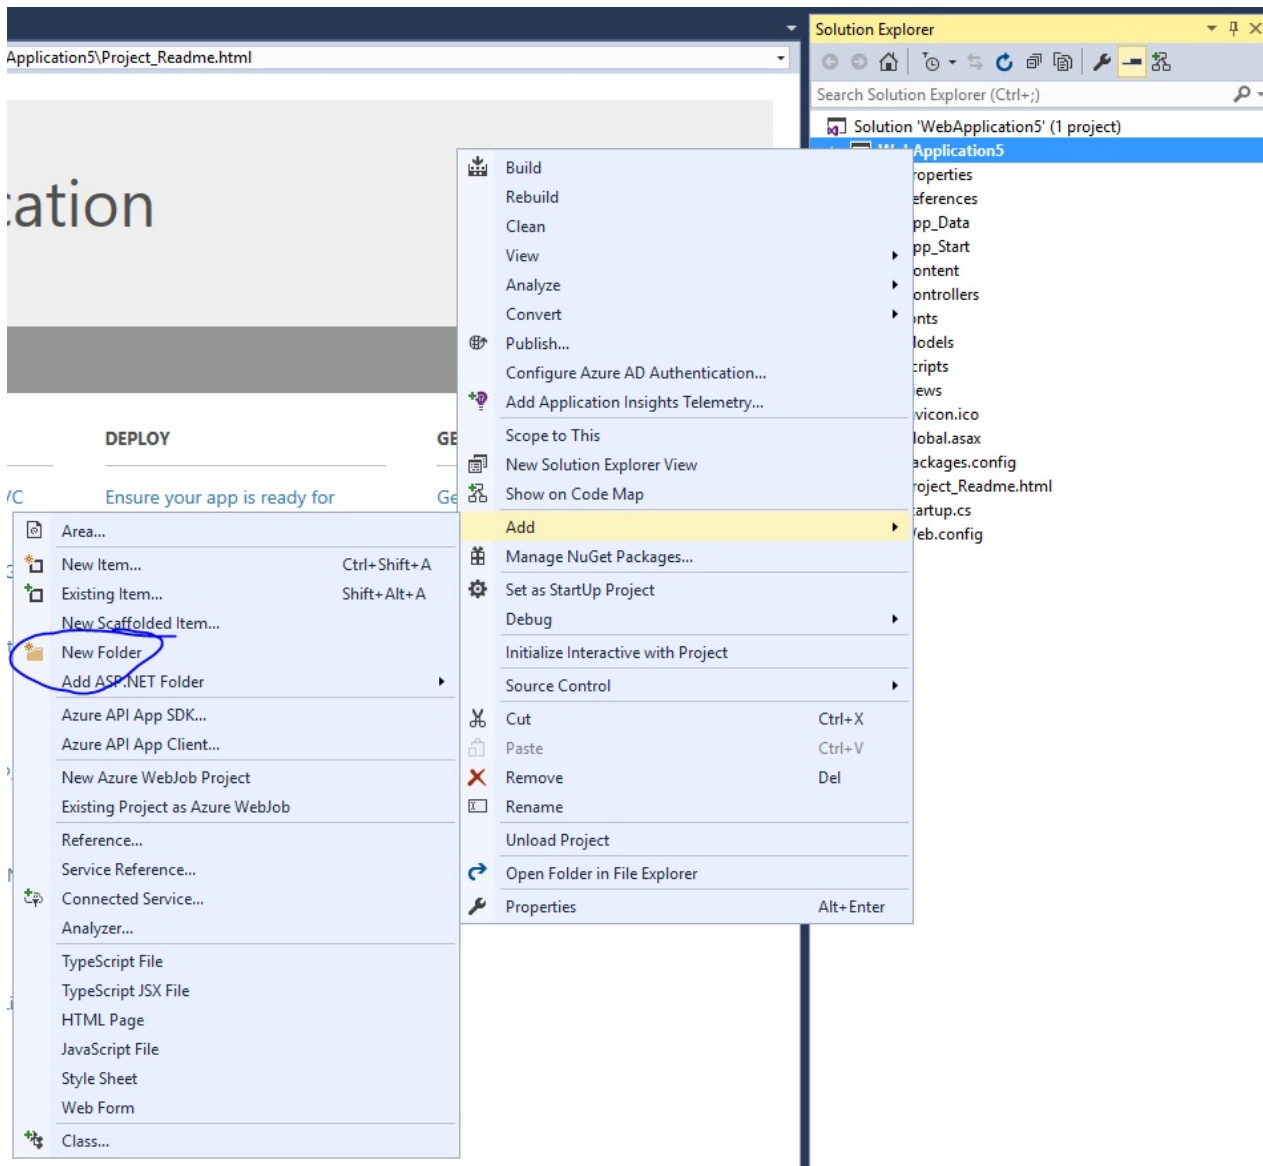 Application5\Project_Readme.html
cation
DEPLOY
GE
/C
Ensure your app is ready for
Ge
Solution Explorer
Search Solution Explorer (Ctrl+;)
Solution 'WebApplication5' (1 project)
WebApplication5
roperties
eferences
pp_Data
pp_Start
ontent
ontrollers
onts
lodels
cripts
ews
vicon.ico
lobal.asax
ackages.config
roject_Readme.html
tartup.cs
/eb.config
Build
Rebuild
Clean
View
Analyze
Convert
Publish...
Configure Azure AD Authentication...
Add Application Insights Telemetry...
Scope to This
New Solution Explorer View
Show on Code Map
Add
Manage NuGet Packages...
Set as StartUp Project
Debug
Initialize Interactive with Project
Source Control
Cut Ctrl+X
Paste Ctrl+V
Remove Del
Rename
Unload Project
Open Folder in File Explorer
Properties Alt+Enter
Area...
New Item... Ctrl+Shift+A
Existing Item... Shift+Alt+A
New Scaffolded Item...
New Folder
Add ASP.NET Folder
Azure API App SDK...
Azure API App Client...
New Azure WebJob Project
Existing Project as Azure WebJob
Reference...
Service Reference...
Connected Service...
Analyzer...
TypeScript File
TypeScript JSX File
HTML Page
JavaScript File
Style Sheet
Web Form
Class...